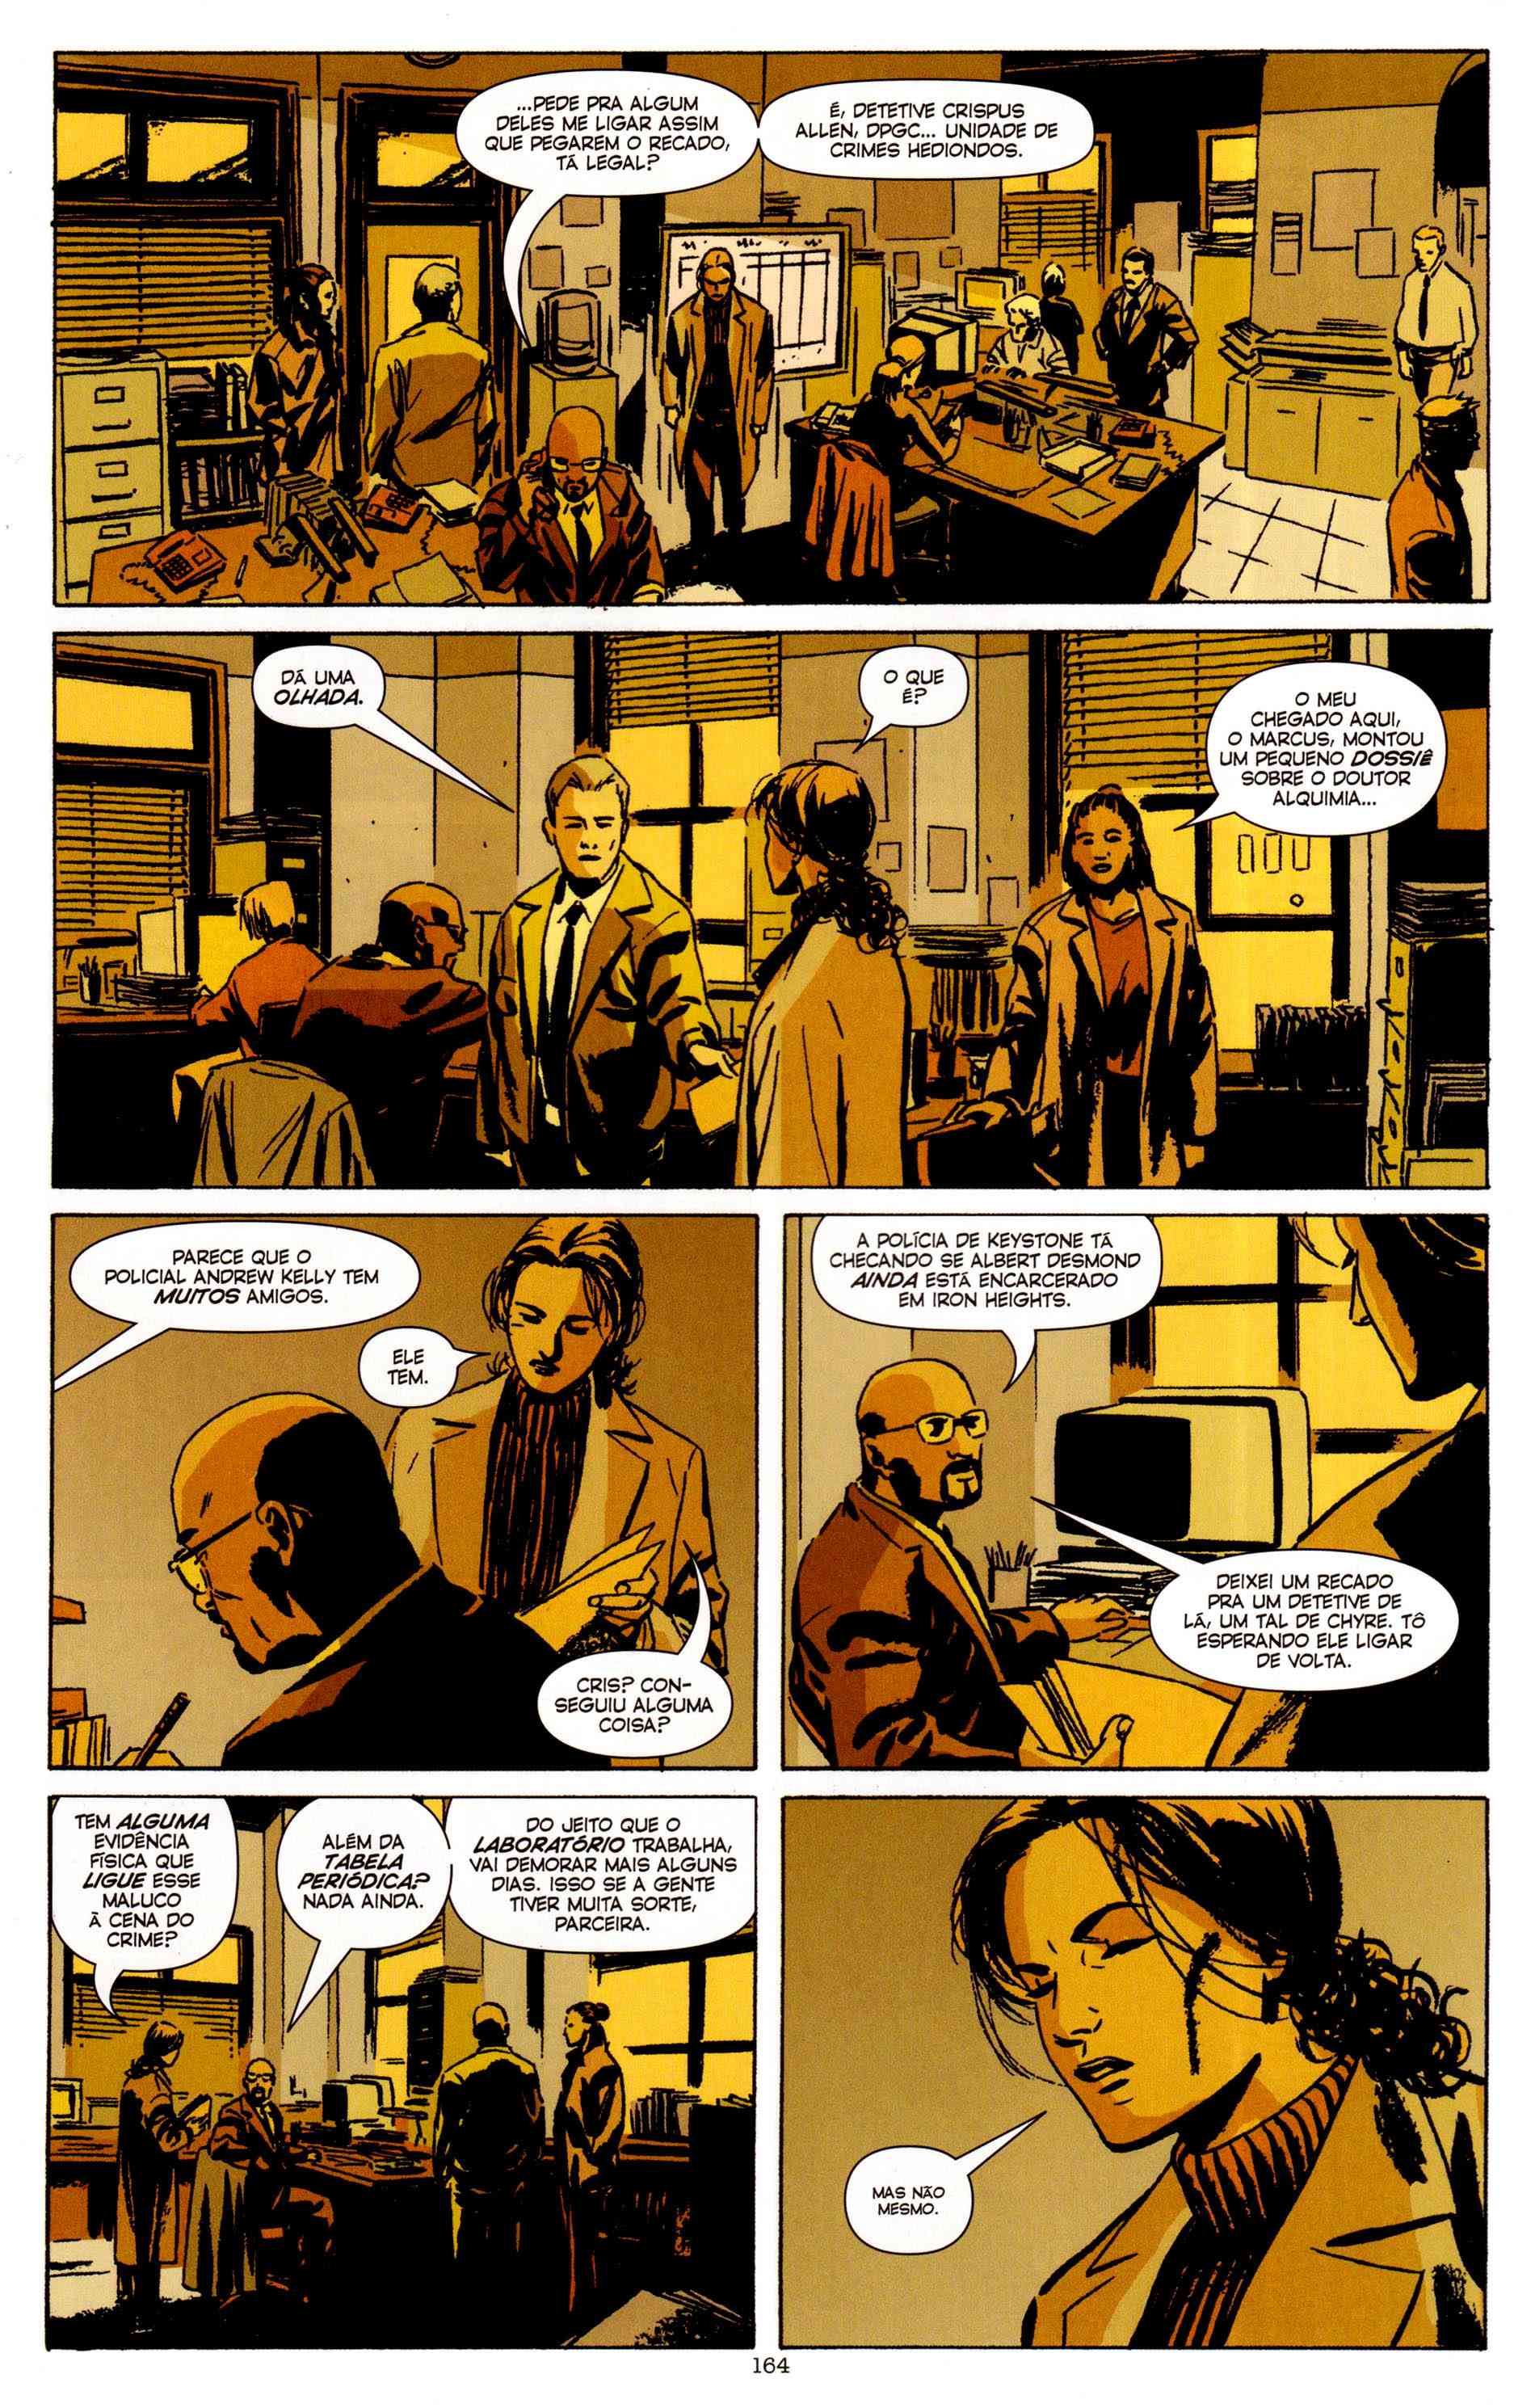 ...PEDE PRA ALGUM
DELES ME LIGAR ASSIM
QUE PEGAREM O RECADO,
TÁ LEGAL?
É, DETETIVE CRISPUS
ALLEN, DPGC... UNIDADE DE
CRIMES HEDIONDOS.
DÁ UMA
OLHADA.
O QUE
É?
O MEU
CHEGADO AQUI,
O MARCUS, MONTOU
UM PEQUENO DOSSIÊ
SOBRE O DOUTOR
ALQUIMIA...
PARECE QUE O
POLICIAL ANDREW KELLY TEM
MUITOS AMIGOS.
ELE
TEM.
CRIS? CON-
SEGUIU ALGUMA
COISA?
A POLÍCIA DE KEYSTONE TÁ
CHECANDO SE ALBERT DESMOND
AINDA ESTÁ ENCARCERADO
EM IRON HEIGHTS.
DEIXEI UM RECADO
PRA UM DETETIVE DE
LÁ, UM TAL DE CHYRE. TÔ
ESPERANDO ELE LIGAR
DE VOLTA.
TEM ALGUMA
EVIDÊNCIA
FÍSICA QUE
LIGUE ESSE
MALUCO
À CENA DO
CRIME?
ALÉM DA
TABELA
PERIÓDICA?
NADA AINDA.
DO JEITO QUE O
LABORATÓRIO TRABALHA,
VAI DEMORAR MAIS ALGUNS
DIAS. ISSO SE A GENTE
TIVER MUITA SORTE,
PARCEIRA.
MAS NÃO
MESMO.
164